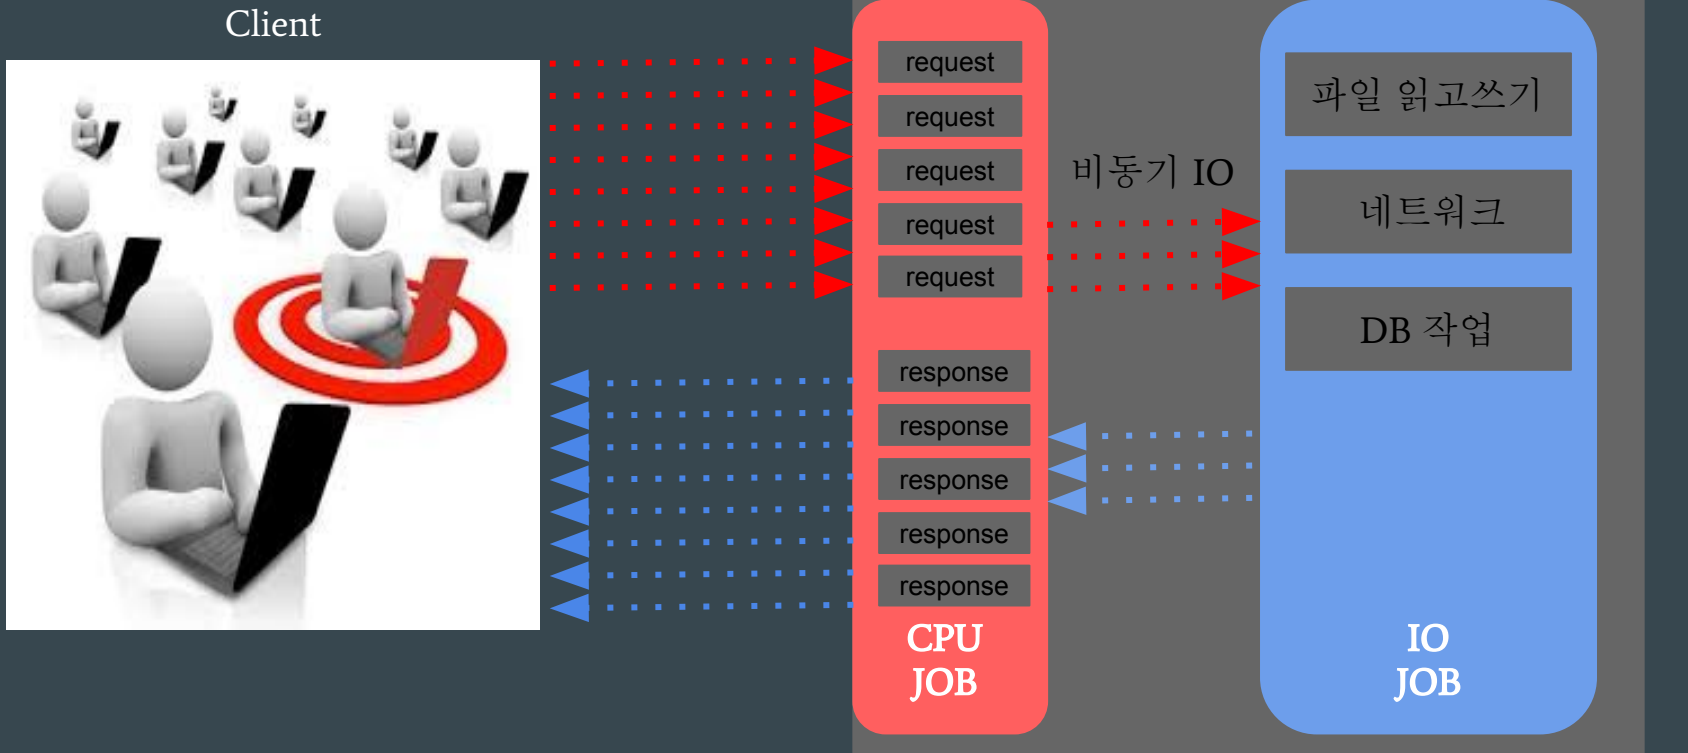 Client
request
request
request
request
request
response
response
response
response
response
CPU
JOB
비동기 IO
파일 읽고쓰기
네트워크
DB 작업
IO
JOB